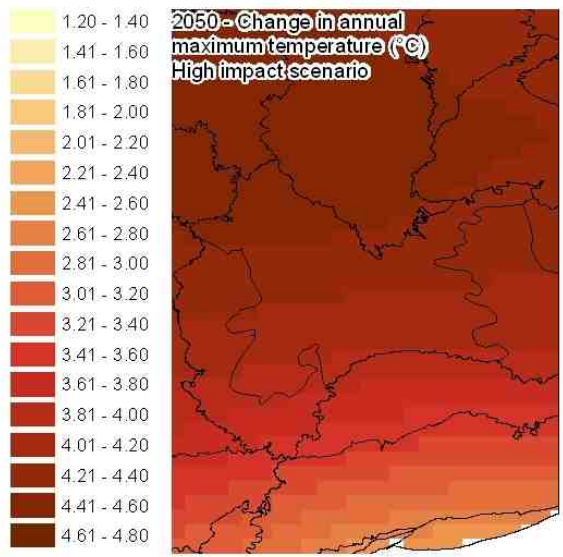 2050 - Change in annual
maximum temperature (°C)
High impact scenario
1.20 - 1.40
1.41 - 1.60
1.61 - 1.80
1.81 - 2.00
2.01 - 2.20
2.21 - 2.40
2.41 - 2.60
2.61 - 2.80
2.81 - 3.00
3.01 - 3.20
3.21 - 3.40
3.41 - 3.60
3.61 - 3.80
3.81 - 4.00
4.01 - 4.20
4.21 - 4.40
4.41 - 4.60
4.61 - 4.80